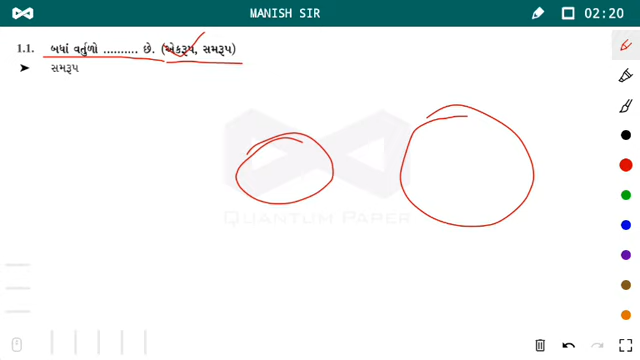 MANISH SIR
02:20
1.1. બધાં વર્તુળો .......... છે. (એકરૂપ, સમરૂપ)
➤ સમરૂપ
QUANTUM PAPER